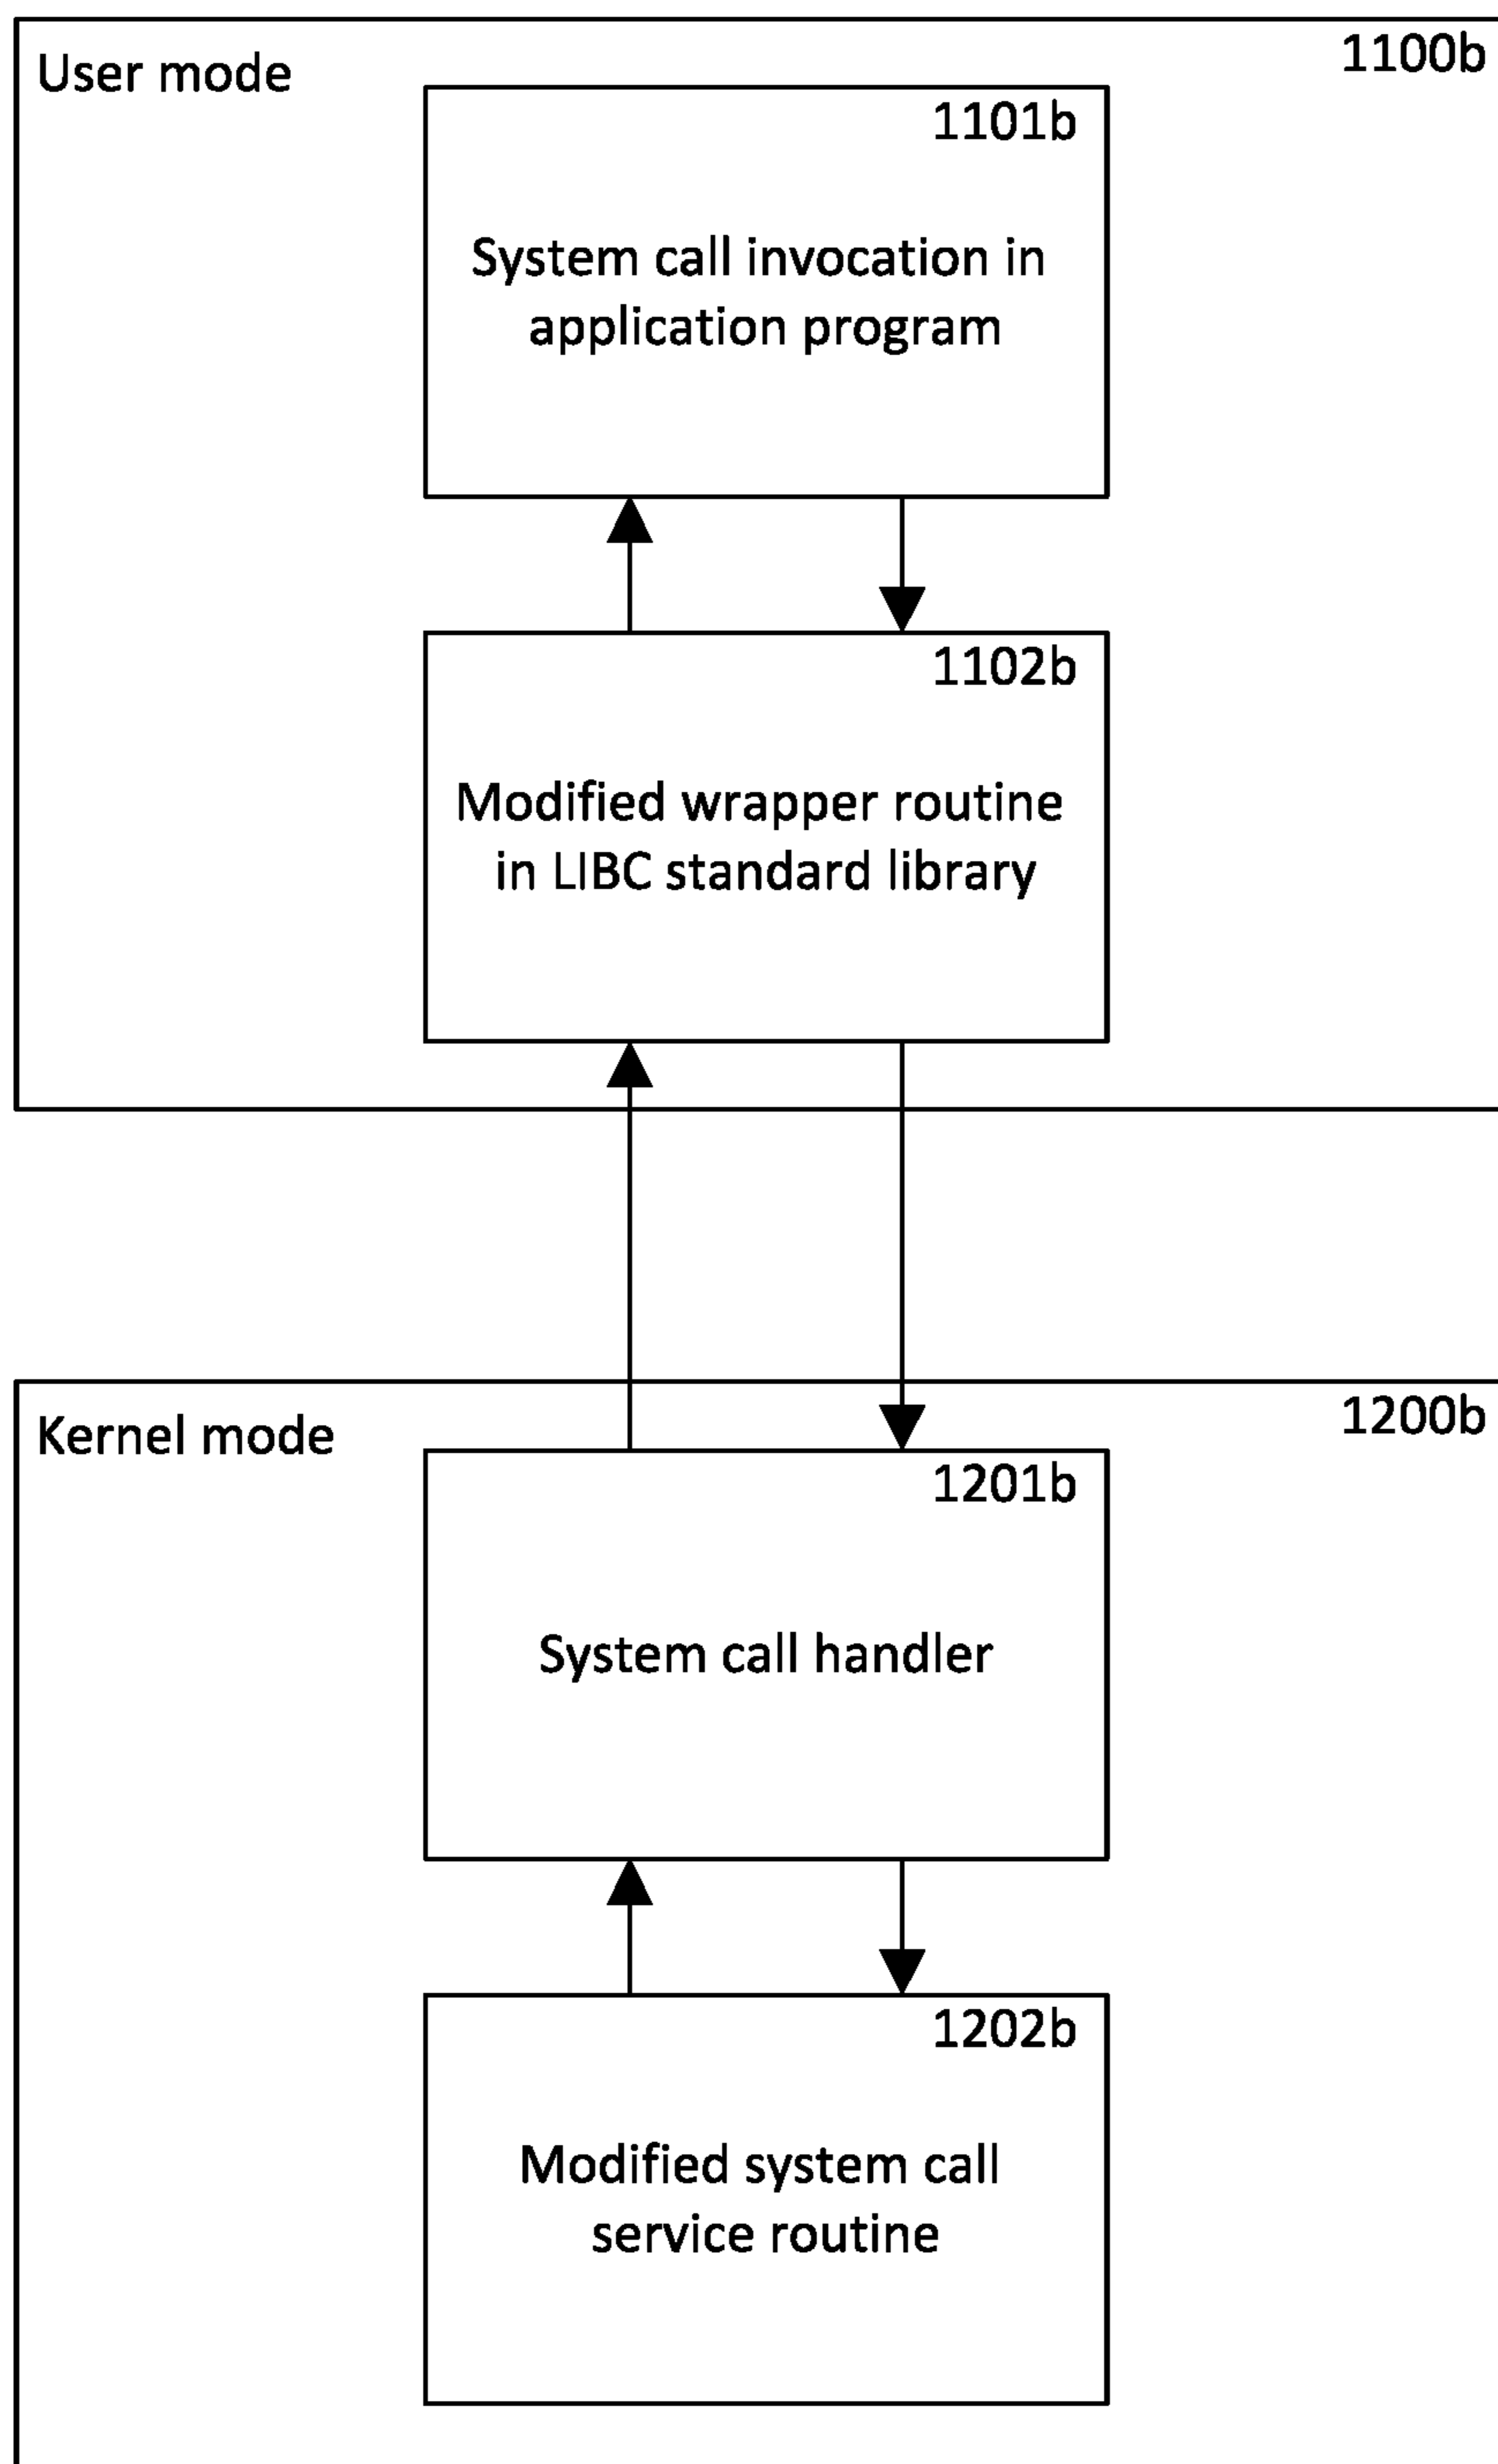 User mode
1100b
1101b
System call invocation in
application program
1102b
Modified wrapper routine
in LIBC standard library
Kernel mode
1200b
1201b
System call handler
1202b
Modified system call
service routine